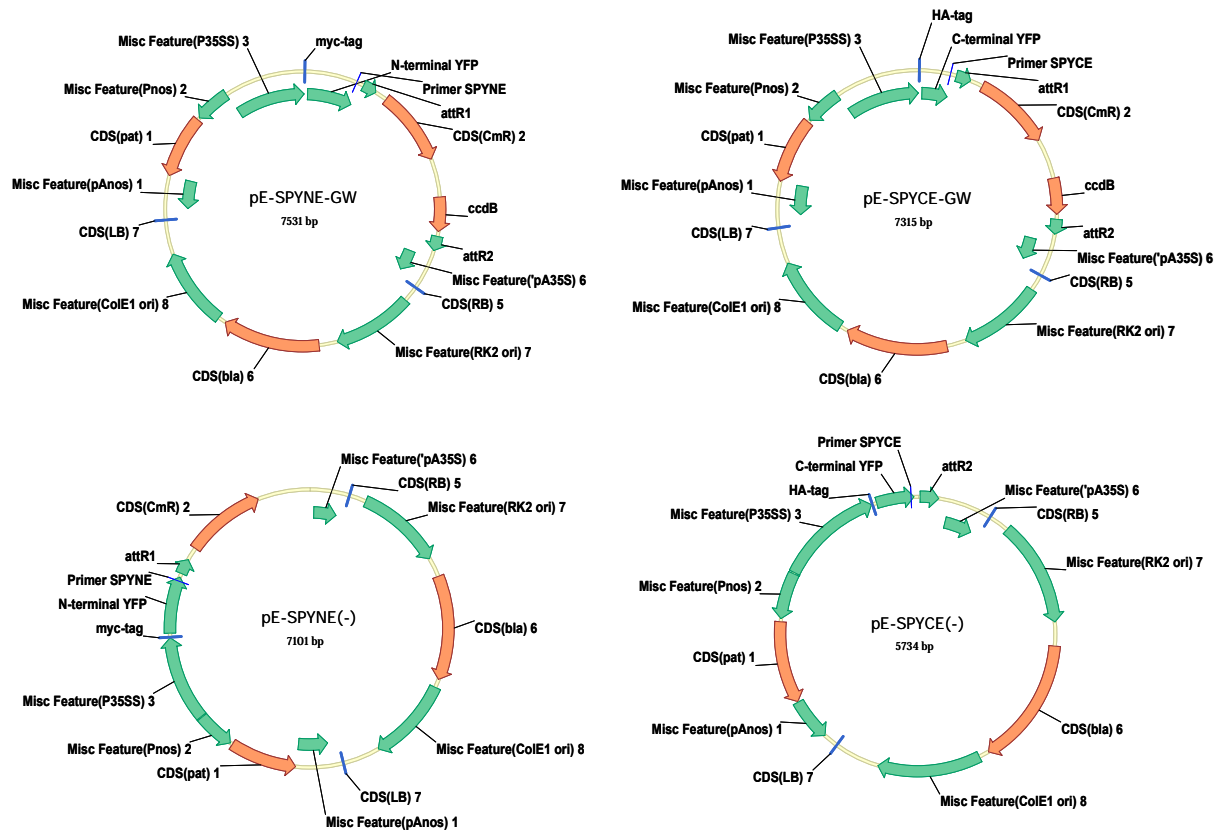 Misc Feature(P35SS) 3
myc-tag
N-terminal YFP
Primer SPYNE
attR1
CDS(CmR) 2
Misc Feature(Pnos) 2
CDS(pat) 1
Misc Feature(pAnos) 1
CDS(LB) 7
pE-SPYNE-GW
7531 bp
ccdB
attR2
Misc Feature('pA35S) 6
CDS(RB) 5
Misc Feature(ColE1 ori) 8
Misc Feature(RK2 ori) 7
CDS(bla) 6
HA-tag
Misc Feature(P35SS) 3
C-terminal YFP
Primer SPYCE
attR1
CDS(CmR) 2
Misc Feature(Pnos) 2
CDS(pat) 1
Misc Feature(pAnos) 1
CDS(LB) 7
pE-SPYCE-GW
7315 bp
ccdB
attR2
Misc Feature('pA35S) 6
CDS(RB) 5
Misc Feature(ColE1 ori) 8
Misc Feature(RK2 ori) 7
CDS(bla) 6
Misc Feature('pA35S) 6
CDS(RB) 5
Misc Feature(RK2 ori) 7
CDS(CmR) 2
attR1
Primer SPYNE
N-terminal YFP
myc-tag
pE-SPYNE(-)
7101 bp
CDS(bla) 6
Misc Feature(P35SS) 3
Misc Feature(Pnos) 2
CDS(pat) 1
Misc Feature(ColE1 ori) 8
CDS(LB) 7
Misc Feature(pAnos) 1
Primer SPYCE
C-terminal YFP
attR2
HA-tag
Misc Feature('pA35S) 6
CDS(RB) 5
Misc Feature(P35SS) 3
Misc Feature(RK2 ori) 7
Misc Feature(Pnos) 2
pE-SPYCE(-)
5734 bp
CDS(pat) 1
Misc Feature(pAnos) 1
CDS(bla) 6
CDS(LB) 7
Misc Feature(ColE1 ori) 8